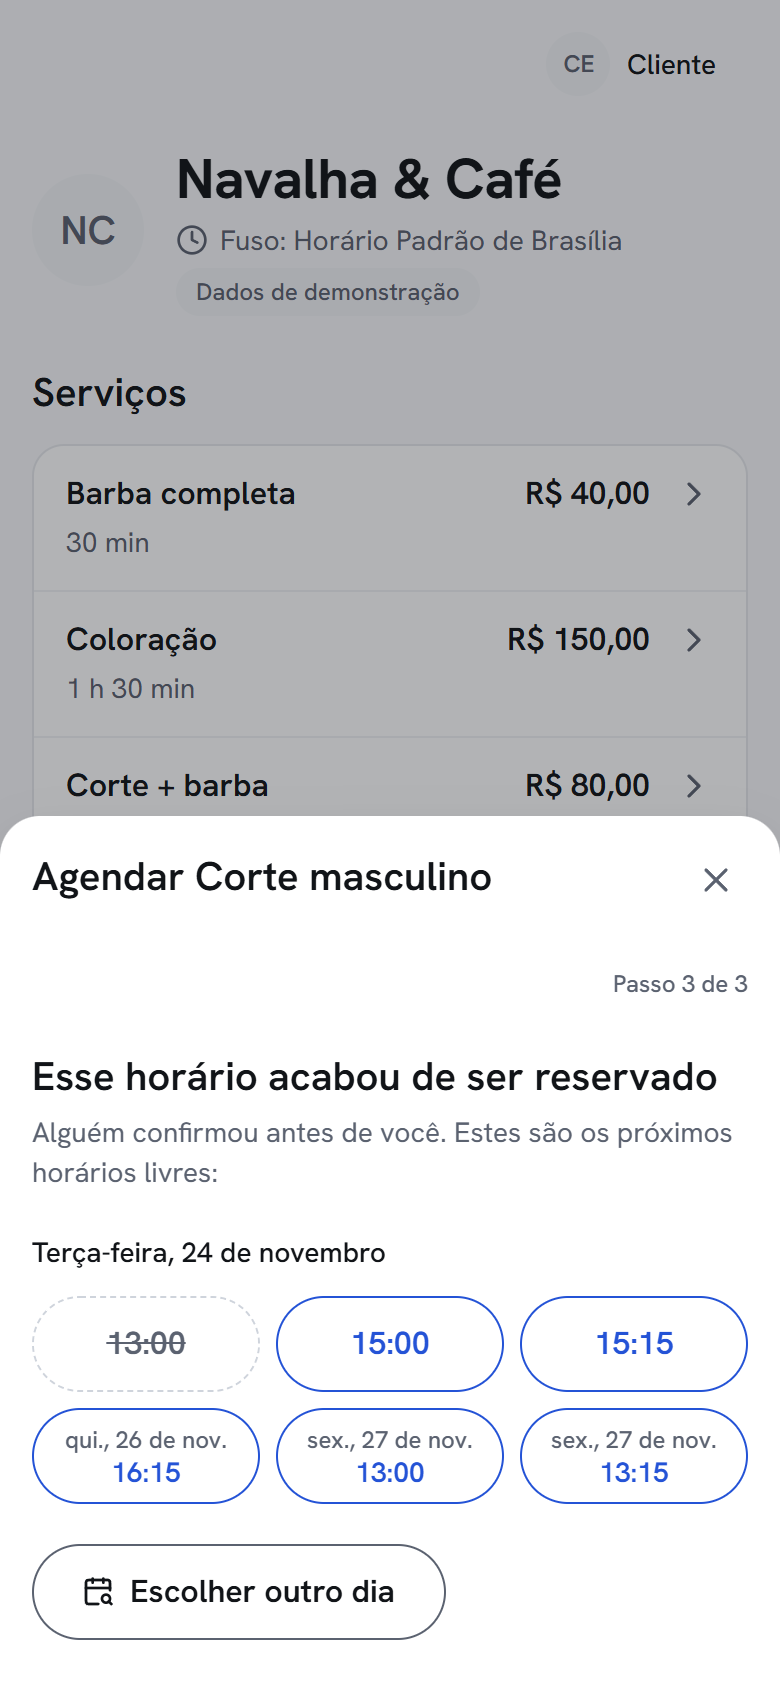 CE Cliente
NC
Navalha & Café
Fuso: Horário Padrão de Brasília
Dados de demonstração
Serviços
Barba completa R$ 40,00
30 min
Coloração R$ 150,00
1 h 30 min
Corte + barba R$ 80,00
Agendar Corte masculino
Passo 3 de 3
Esse horário acabou de ser reservado
Alguém confirmou antes de você. Estes são os próximos
horários livres:
Terça-feira, 24 de novembro
13:00 15:00 15:15
qui., 26 de nov. sex., 27 de nov. sex., 27 de nov.
16:15 13:00 13:15
Escolher outro dia